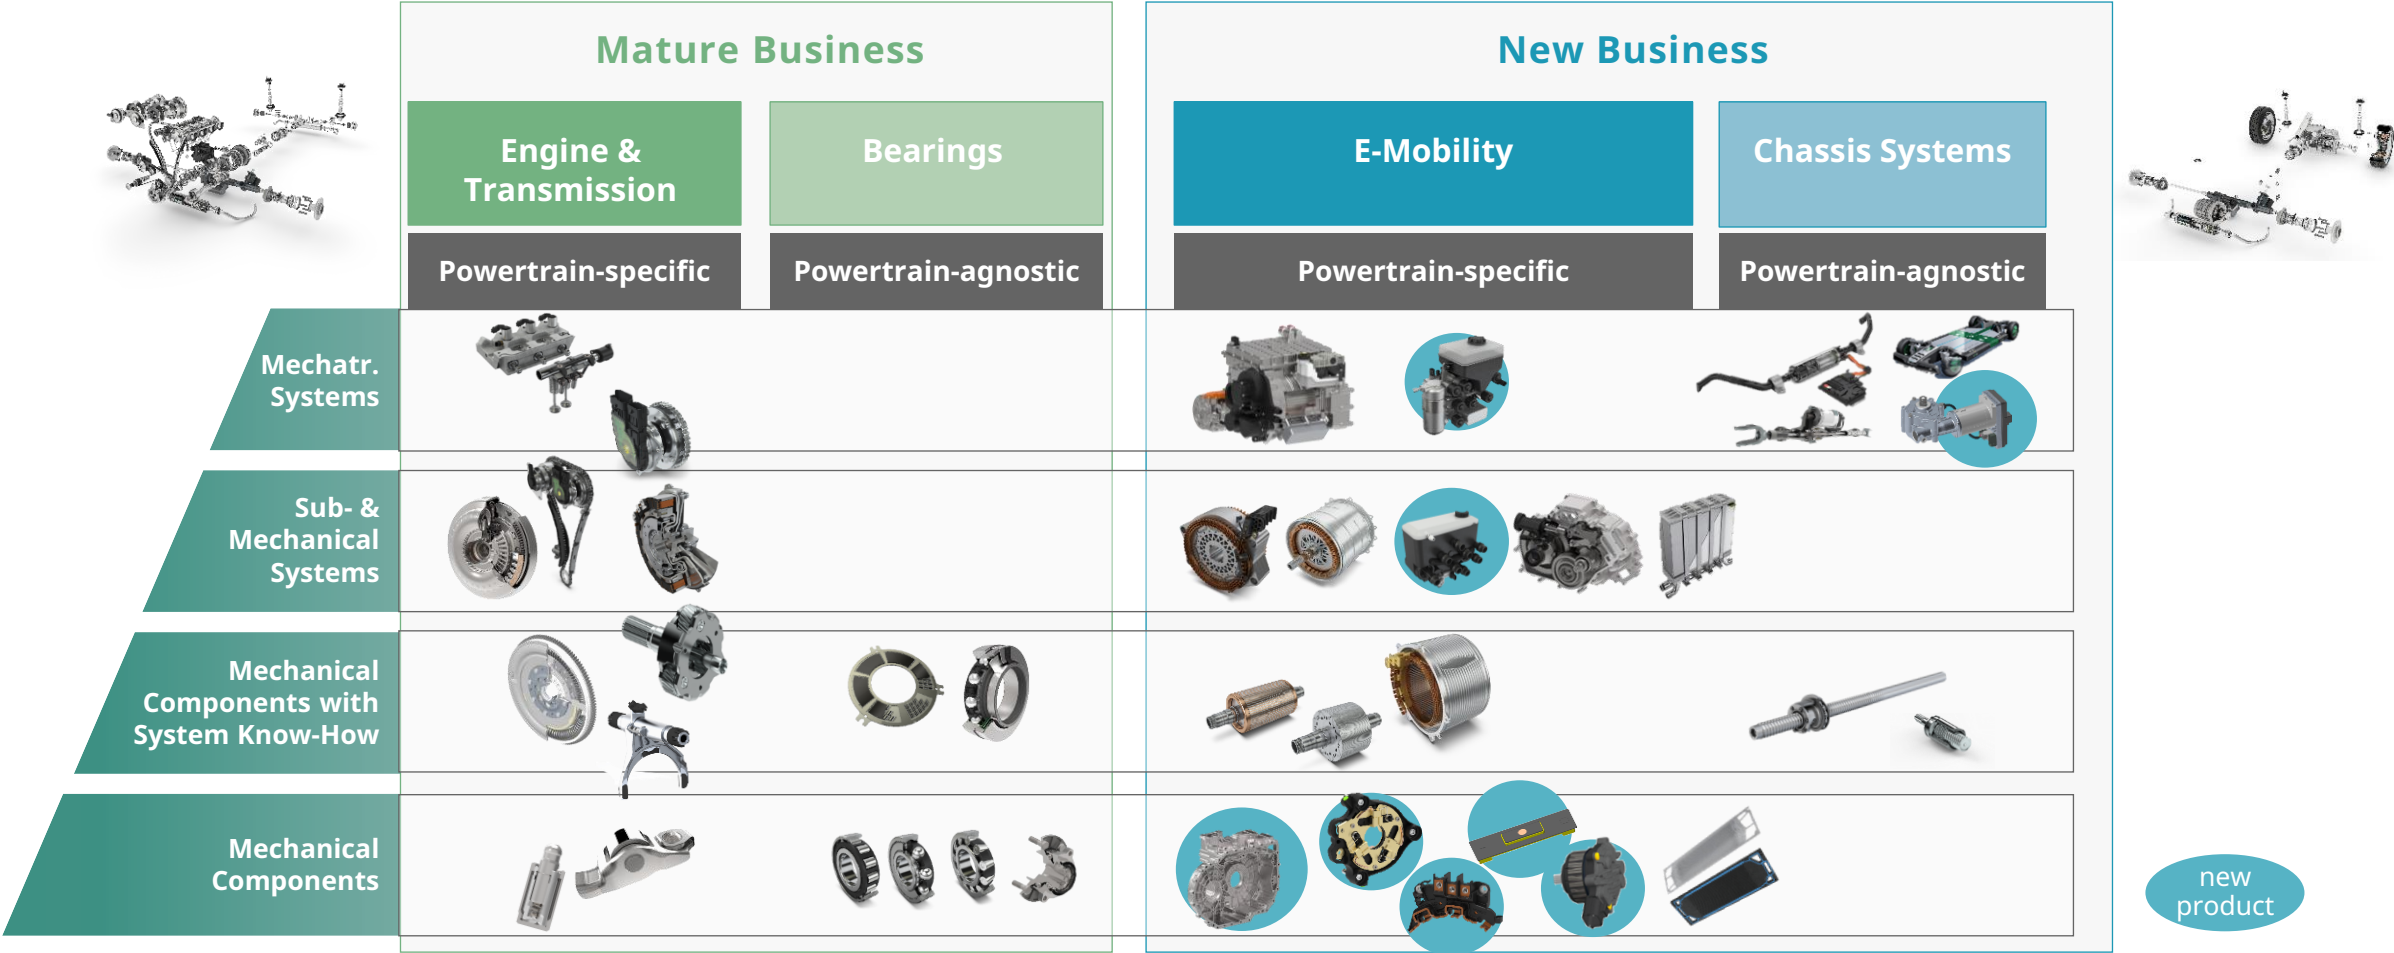 Mature Business
New Business
Engine &
Transmission
Bearings
E-Mobility
Chassis Systems
Powertrain-specific
Powertrain-agnostic
Powertrain-specific
Powertrain-agnostic
Mechatr.
Systems
Sub- &
Mechanical
Systems
Mechanical
Components with
System Know-How
Mechanical
Components
new
product